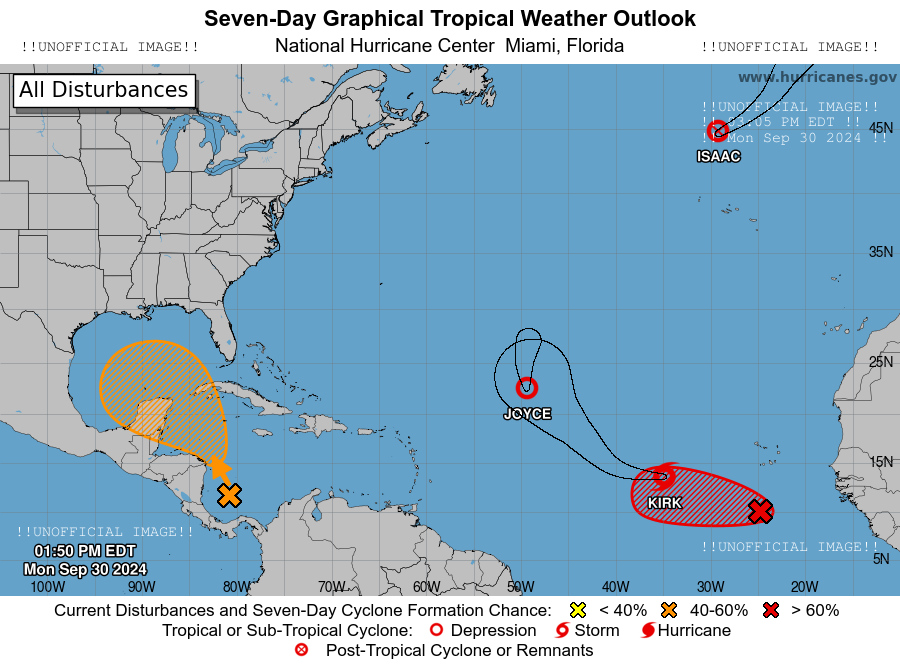 Seven-Day Graphical Tropical Weather Outlook
!!UNOFFICIAL IMAGE!! National Hurricane Center Miami, Florida !!UNOFFICIAL IMAGE!!
All Disturbances
www.hurricanes.gov
!!UNOFFICIAL IMAGE!!
!! 03:05 PM EDT !!
!! Mon Sep 30 2024 !!
45N
ISAAC
35N
25N
JOYCE
15N
KIRK
!!UNOFFICIAL IMAGE!!
01:50 PM EDT
Mon Sep 30 2024
!!UNOFFICIAL IMAGE!!
5N
100W 90W 80W 70W 60W 50W 40W 30W 20W
Current Disturbances and Seven-Day Cyclone Formation Chance: < 40% 40-60% > 60%
Tropical or Sub-Tropical Cyclone: Depression Storm Hurricane
Post-Tropical Cyclone or Remnants